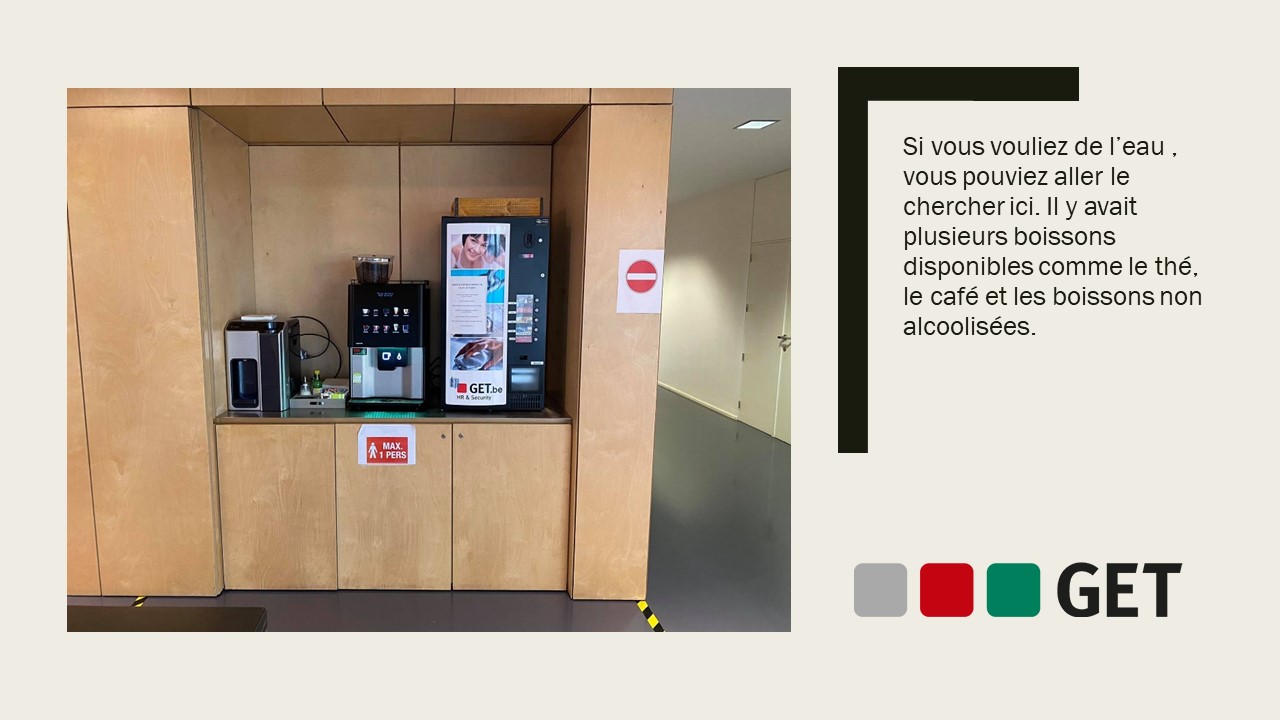 Si vous vouliez de l’eau ,
vous pouviez aller le
chercher ici. Il y avait
plusieurs boissons
disponibles comme le thé,
le café et les boissons non
alcoolisées.
GET.be
HR & Security
MAX.
1 PERS
GET